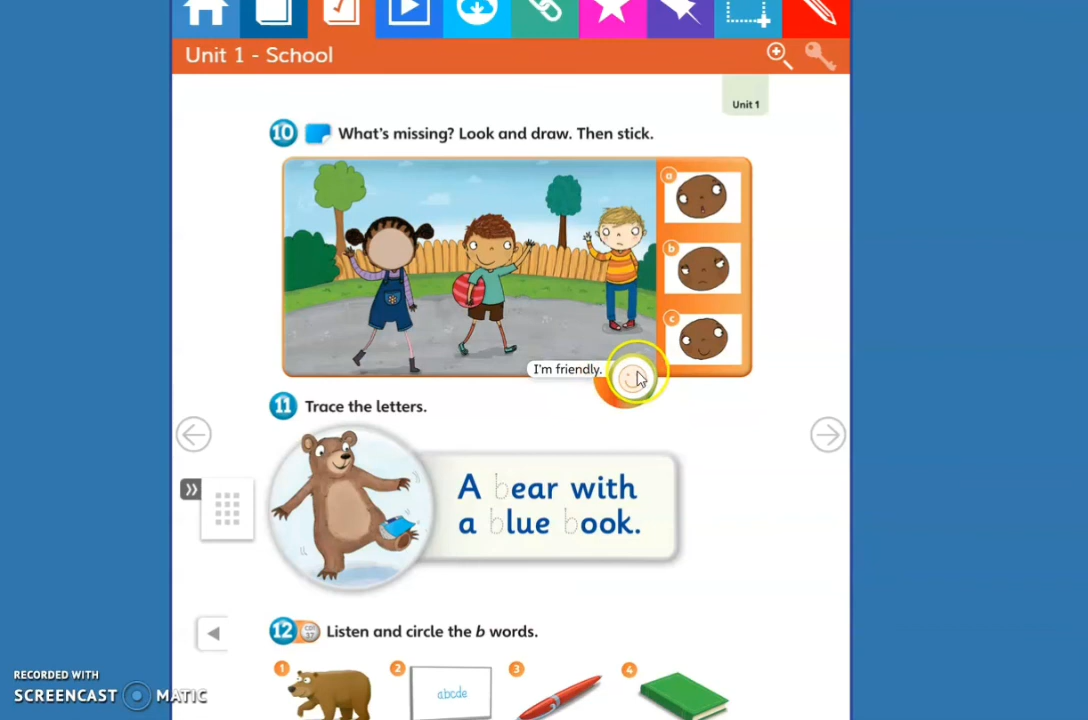 Unit 1 - School
Unit 1
10 What's missing? Look and draw. Then stick.
a
b
c
I'm friendly.
11 Trace the letters.
A bear with
a blue book.
12 Listen and circle the b words.
1
2
3
4
abcde
RECORDED WITH
SCREENCAST MATIC